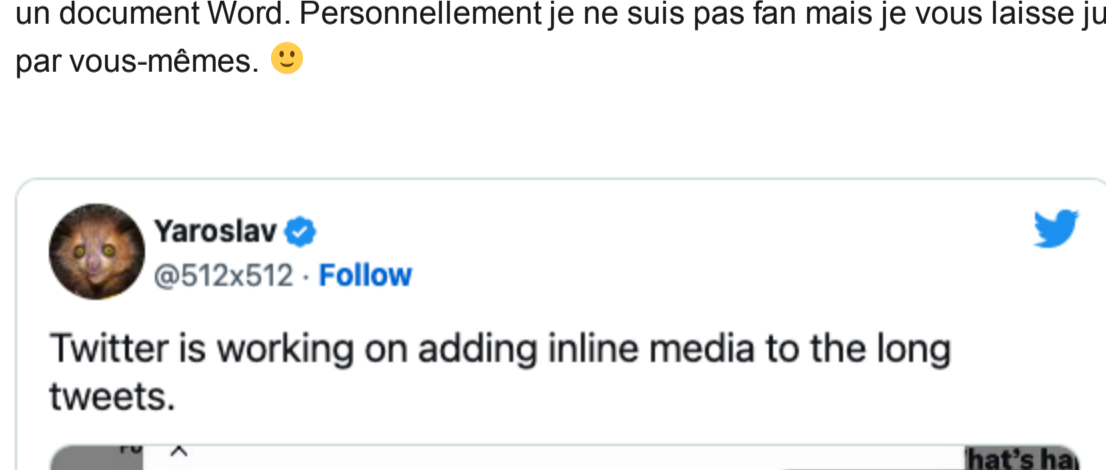 un document Word. Personnellement je ne suis pas fan mais je vous laisse
par vous-mêmes. 🙂
Yaroslav
@512x512 · Follow
Twitter is working on adding inline media to the long
tweets.